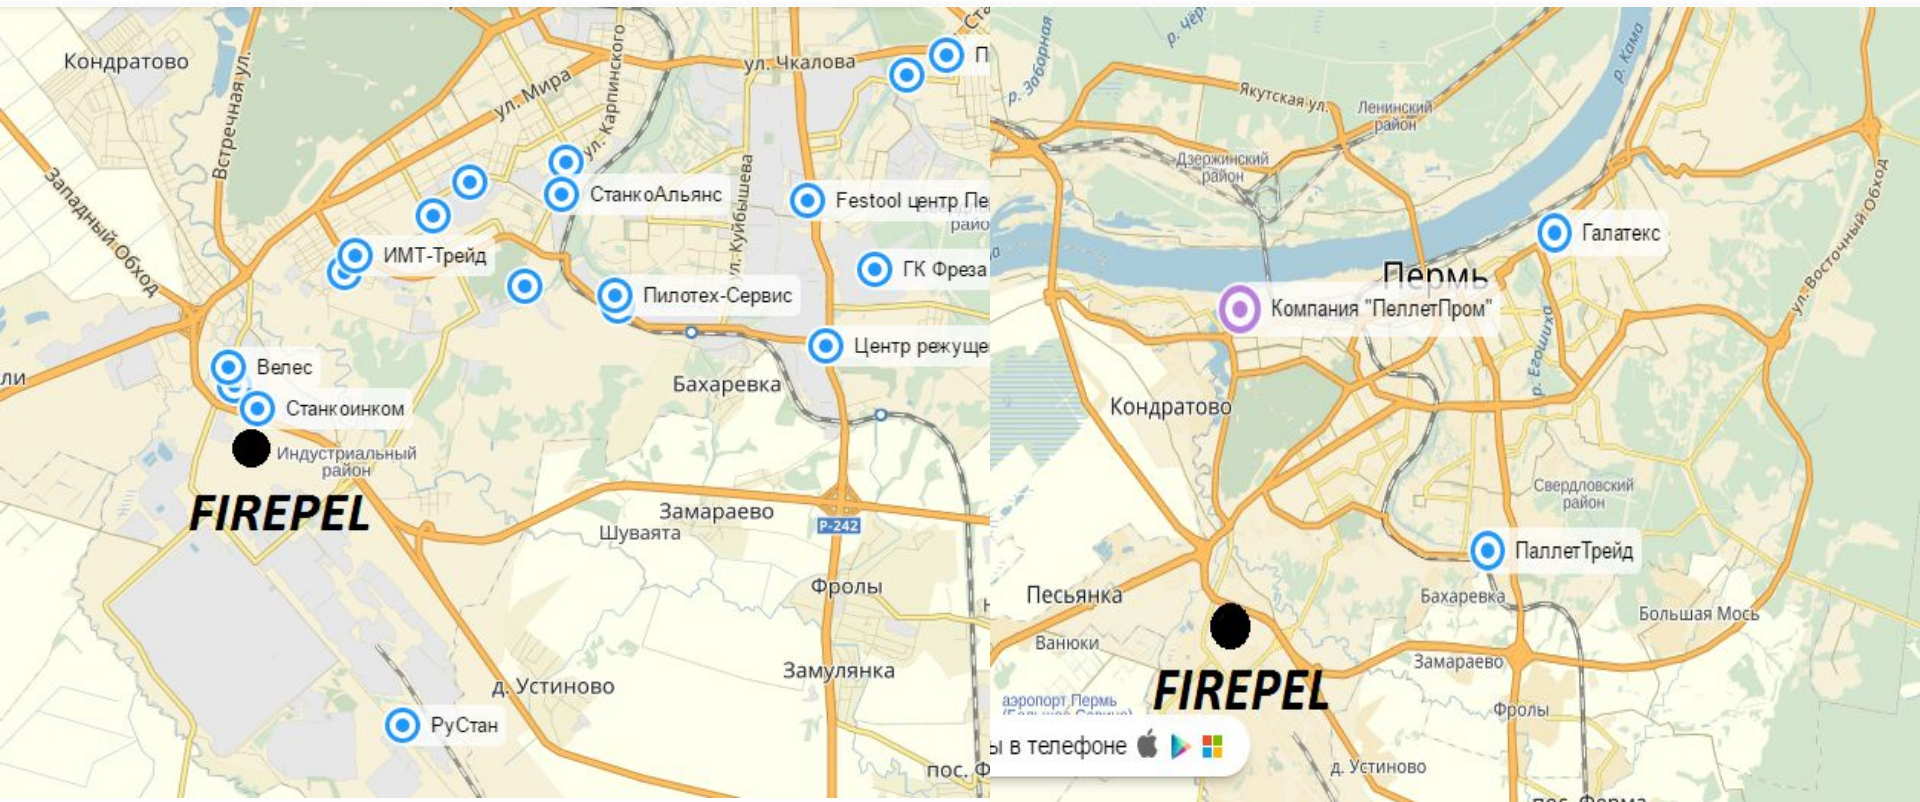 Кондратово
Встречная ул.
ул. Мира
ул. Карпинского
ул. Чкалова
П
Западный Обход
СтанкоАльянс
ул. Куйбышева
Festool центр Пе
райо
ИМТ-Трейд
ГК Фреза
Пилотех-Сервис
Центр режуще
ли
Велес
Бахаревка
Станкоинком
Индустриальный
район
FIREPEL
Замараево
Шуваята
Р-242
Фролы
Замулянка
д. Устиново
РуСтан
пос. Ф
р. Заборная
р. Кама
Якутская ул.
Ленинский
район
Дзержинский
район
ул. Восточный Обход
Галатекс
а
Пермь
Компания "ПеллетПром"
р. Егошиха
Кондратово
Свердловский
район
ПаллетТрейд
Песьянка
Бахаревка
Большая Мось
Ванюки
Замараево
FIREPEL
аэропорт Пермь
Фролы
ы в телефоне
д. Устиново